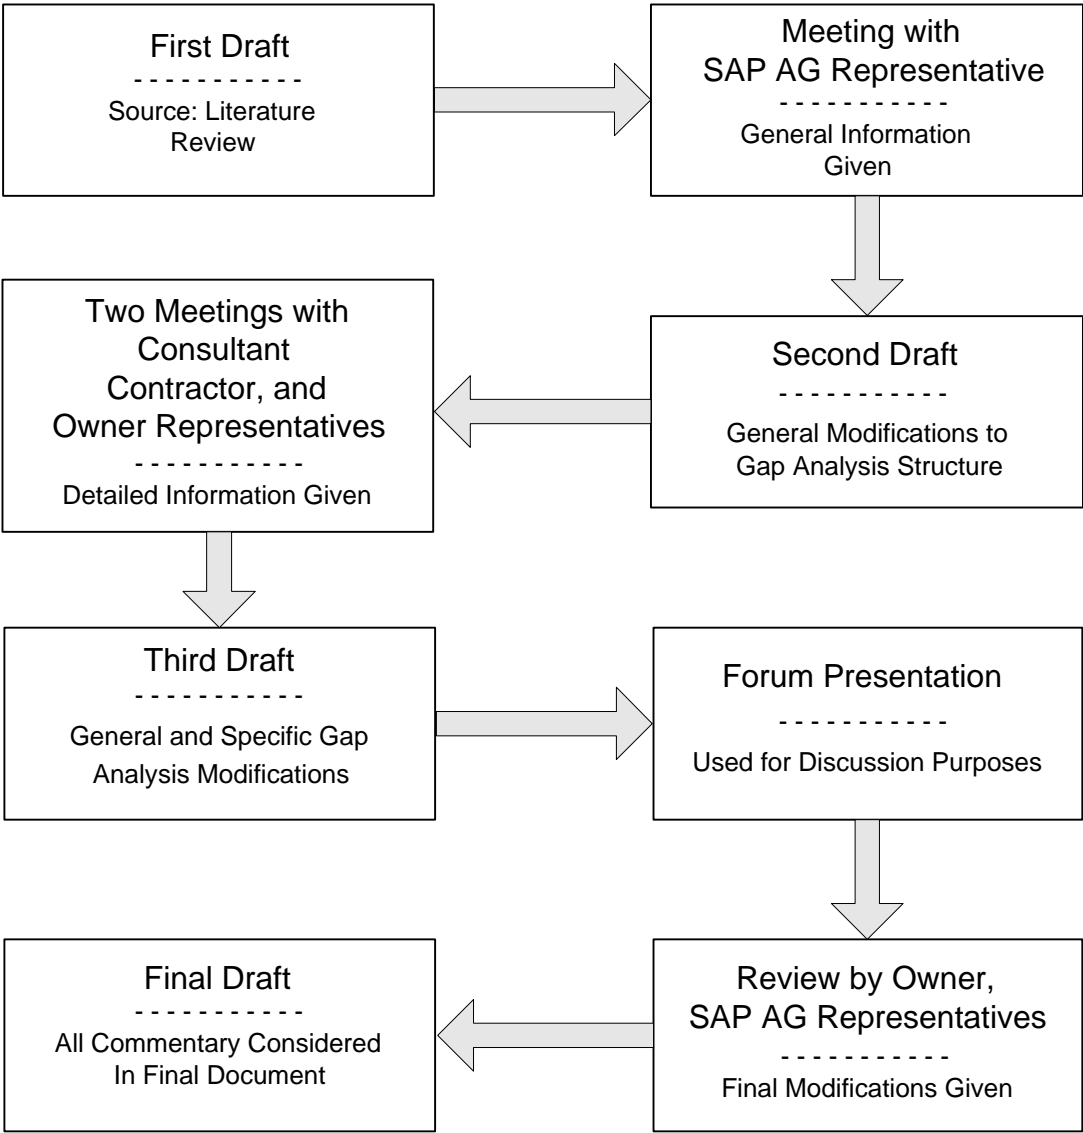 First Draft
- - - - - - - - - - -
Source: Literature
Review
Meeting with
SAP AG Representative
- - - - - - - - - - -
General Information
Given
Second Draft
- - - - - - - - - - -
General Modifications to
Gap Analysis Structure
Two Meetings with
Consultant
Contractor, and
Owner Representatives
- - - - - - - - - - -
Detailed Information Given
Third Draft
- - - - - - - - - - -
General and Specific Gap
Analysis Modifications
Forum Presentation
- - - - - - - - - - -
Used for Discussion Purposes
Review by Owner,
SAP AG Representatives
- - - - - - - - - - -
Final Modifications Given
Final Draft
- - - - - - - - - - -
All Commentary Considered
In Final Document